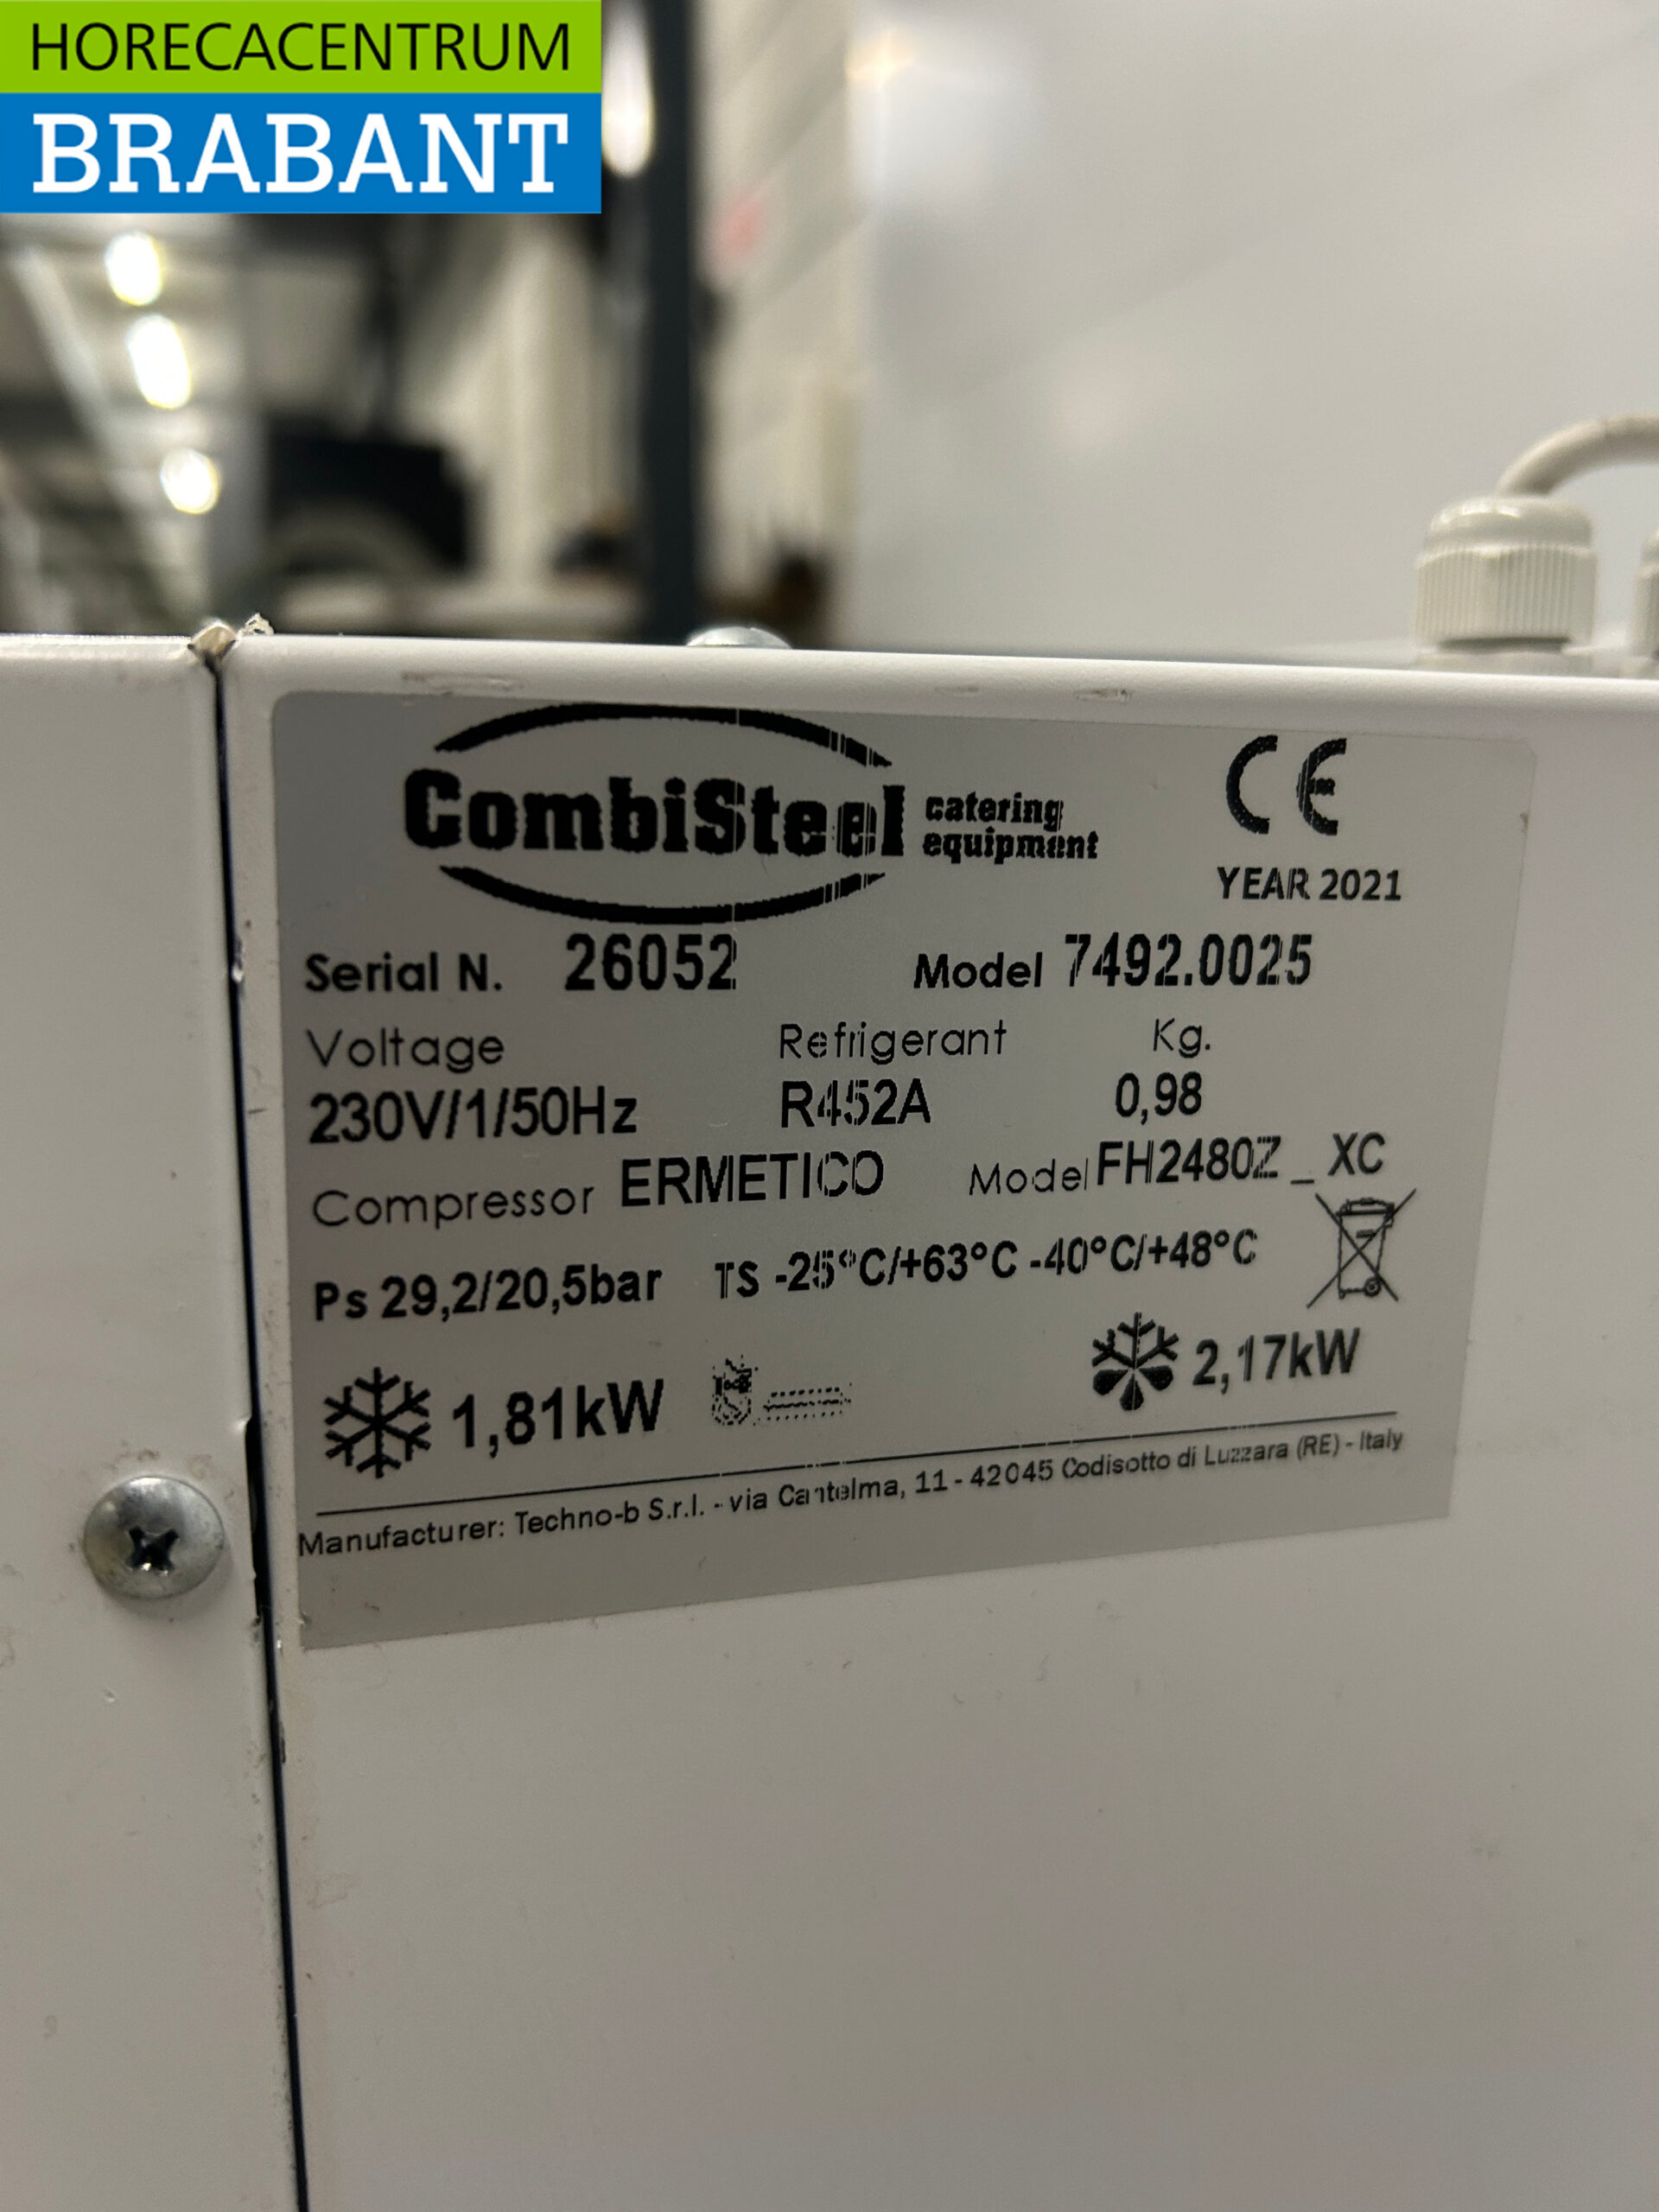 HORECACENTRUM
BRABANT
CombiSteel catering equipment
CE
YEAR 2021
Serial N. 26052 Model 7492.0025
Voltage Refrigerant Kg.
230V/1/50Hz R452A 0,98
Compressor ERMETICO Model FH2480Z_XC
Ps 29,2/20,5bar TS -25°C/+63°C -40°C/+48°C
1,81kW 2,17kW
Manufacturer: Techno-b S.r.l. - via Cantelma, 11 - 42045 Codisotto di Luzzara (RE) - Italy